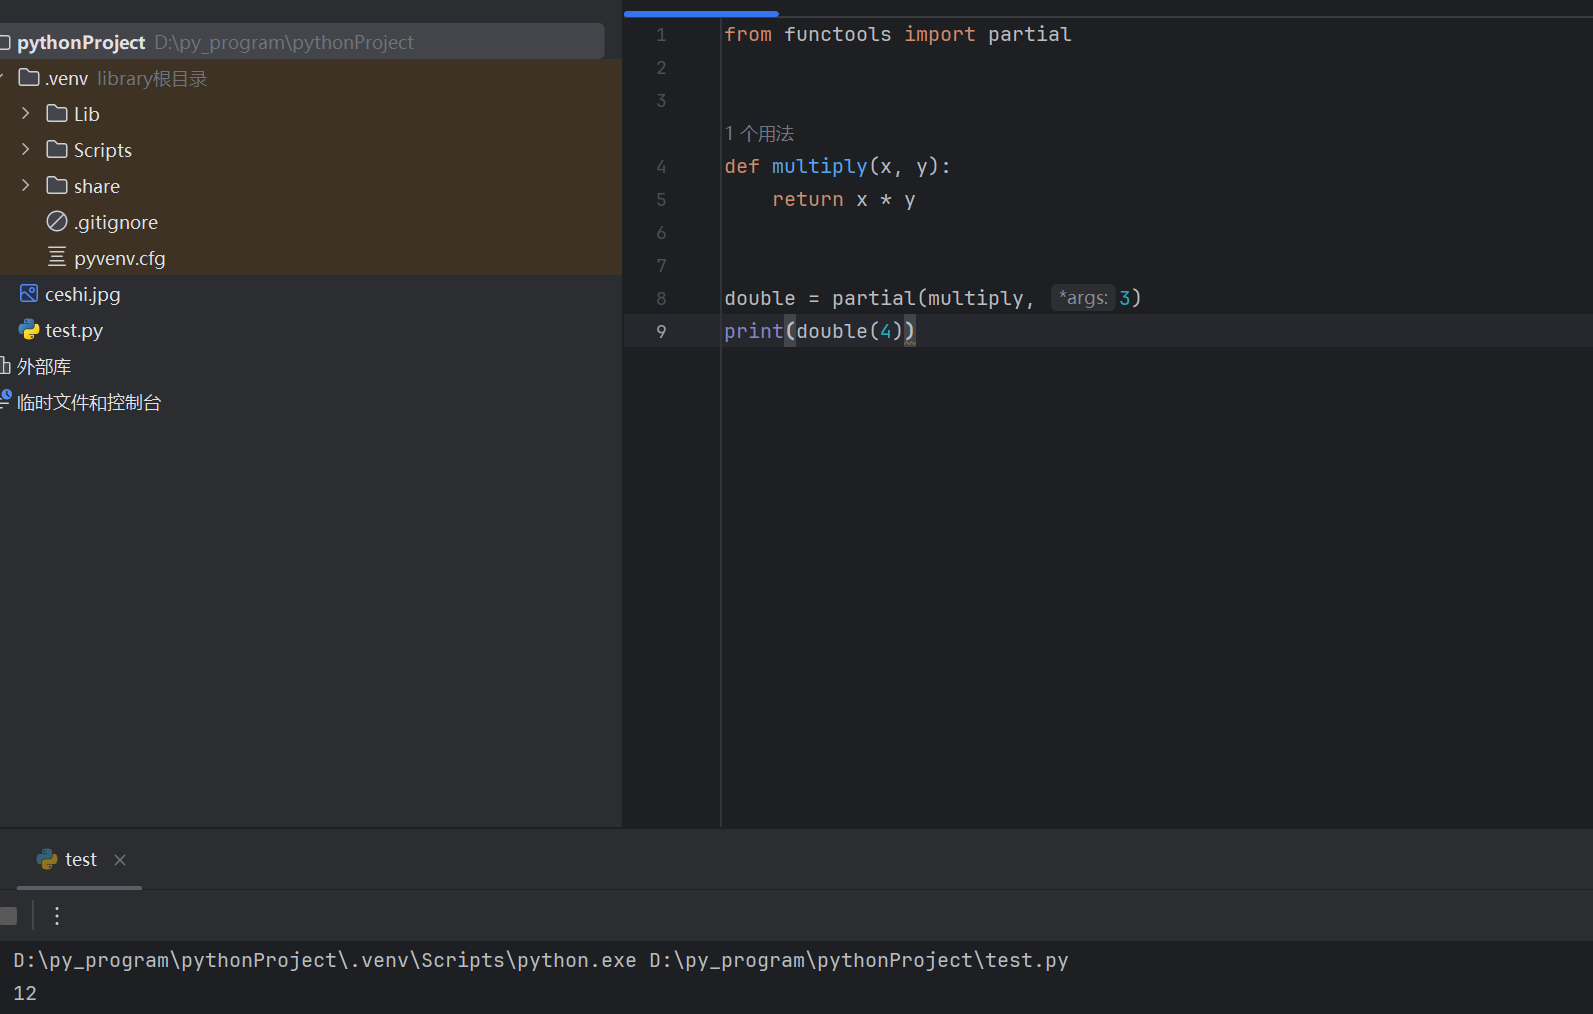 pythonProject D:\py_program\pythonProject
.venv library根目录
Lib
Scripts
share
.gitignore
pyvenv.cfg
ceshi.jpg
test.py
外部库
临时文件和控制台
1 from functools import partial
2
3
1 个用法
4 def multiply(x, y):
5 return x * y
6
7
8 double = partial(multiply, *args: 3)
9 print(double(4))
test
D:\py_program\pythonProject\.venv\Scripts\python.exe D:\py_program\pythonProject\test.py
12